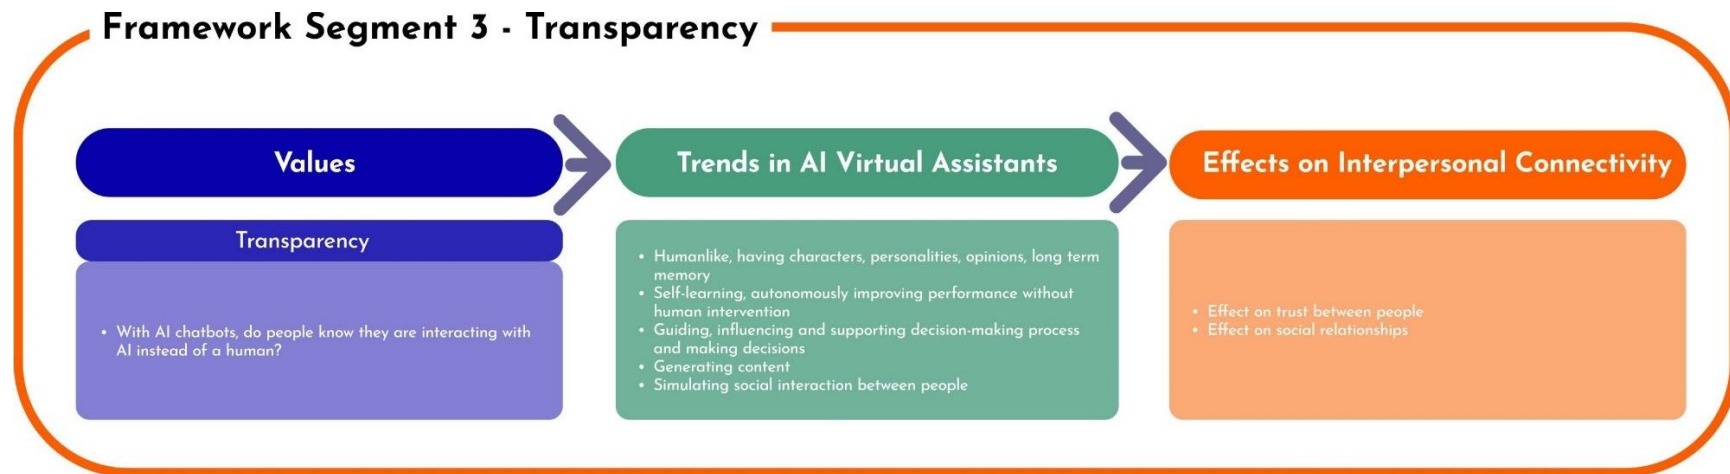 Framework Segment 3 - Transparency
Values
Transparency
• With AI chatbots, do people know they are interacting with
AI instead of a human?
Trends in AI Virtual Assistants
• Humanlike, having characters, personalities, opinions, long term
memory
• Self-learning, autonomously improving performance without
human intervention
• Guiding, influencing and supporting decision-making process
and making decisions
• Generating content
• Simulating social interaction between people
Effects on Interpersonal Connectivity
• Effect on trust between people
• Effect on social relationships